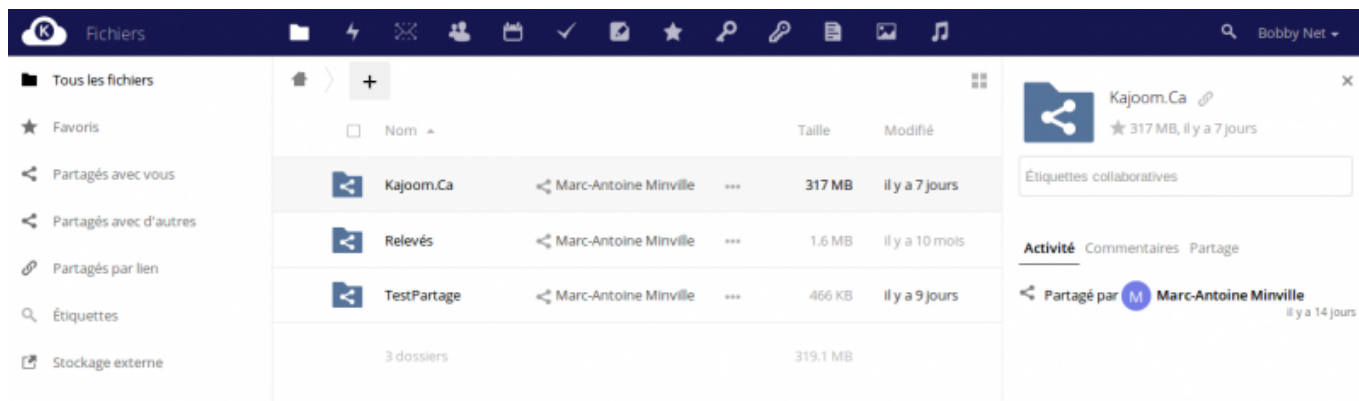 K Fichiers Bobby Net
Tous les fichiers
Favoris
Partagés avec vous
Partagés avec d'autres
Partagés par lien
Étiquettes
Stockage externe
+
Nom Taille Modifié
Kajoom.Ca Marc-Antoine Minville ... 317 MB il y a 7 jours
Relevés Marc-Antoine Minville ... 1.6 MB il y a 10 mois
TestPartage Marc-Antoine Minville ... 466 KB il y a 9 jours
3 dossiers 319.1 MB
Kajoom.Ca
317 MB, il y a 7 jours
Étiquettes collaboratives
Activité Commentaires Partage
Partagé par M Marc-Antoine Minville
il y a 14 jours